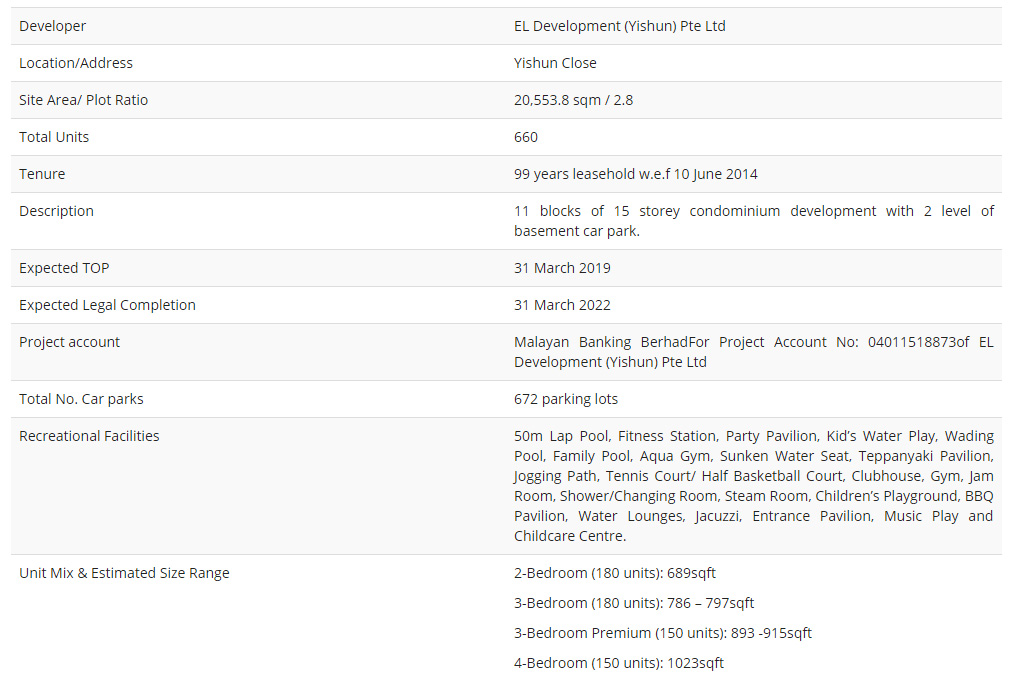 Developer EL Development (Yishun) Pte Ltd
Location/Address Yishun Close
Site Area/ Plot Ratio 20,553.8 sqm / 2.8
Total Units 660
Tenure 99 years leasehold w.e.f 10 June 2014
Description 11 blocks of 15 storey condominium development with 2 level of
basement car park.
Expected TOP 31 March 2019
Expected Legal Completion 31 March 2022
Project account Malayan Banking BerhadFor Project Account No: 04011518873of EL
Development (Yishun) Pte Ltd
Total No. Car parks 672 parking lots
Recreational Facilities 50m Lap Pool, Fitness Station, Party Pavilion, Kid’s Water Play, Wading
Pool, Family Pool, Aqua Gym, Sunken Water Seat, Teppanyaki Pavilion,
Jogging Path, Tennis Court/ Half Basketball Court, Clubhouse, Gym, Jam
Room, Shower/Changing Room, Steam Room, Children’s Playground, BBQ
Pavilion, Water Lounges, Jacuzzi, Entrance Pavilion, Music Play and
Childcare Centre.
Unit Mix & Estimated Size Range 2-Bedroom (180 units): 689sqft
3-Bedroom (180 units): 786 – 797sqft
3-Bedroom Premium (150 units): 893 -915sqft
4-Bedroom (150 units): 1023sqft